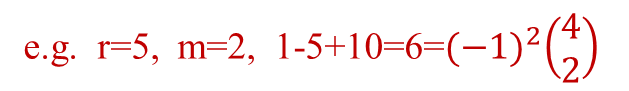 e.g. r=5, m=2, 1-5+10=6=(−1)²(4 2)